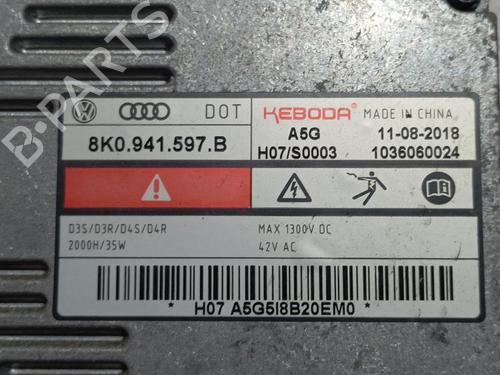 DOT
KEBODA MADE IN CHINA
8K0.941.597.B
A5G 11-08-2018
H07/S0003 1036060024
D3S/D3R/D4S/D4R
2000H/35W
MAX 1300V DC
42V AC
* H07 A5G5I8B20EM0 *
B-PARTS